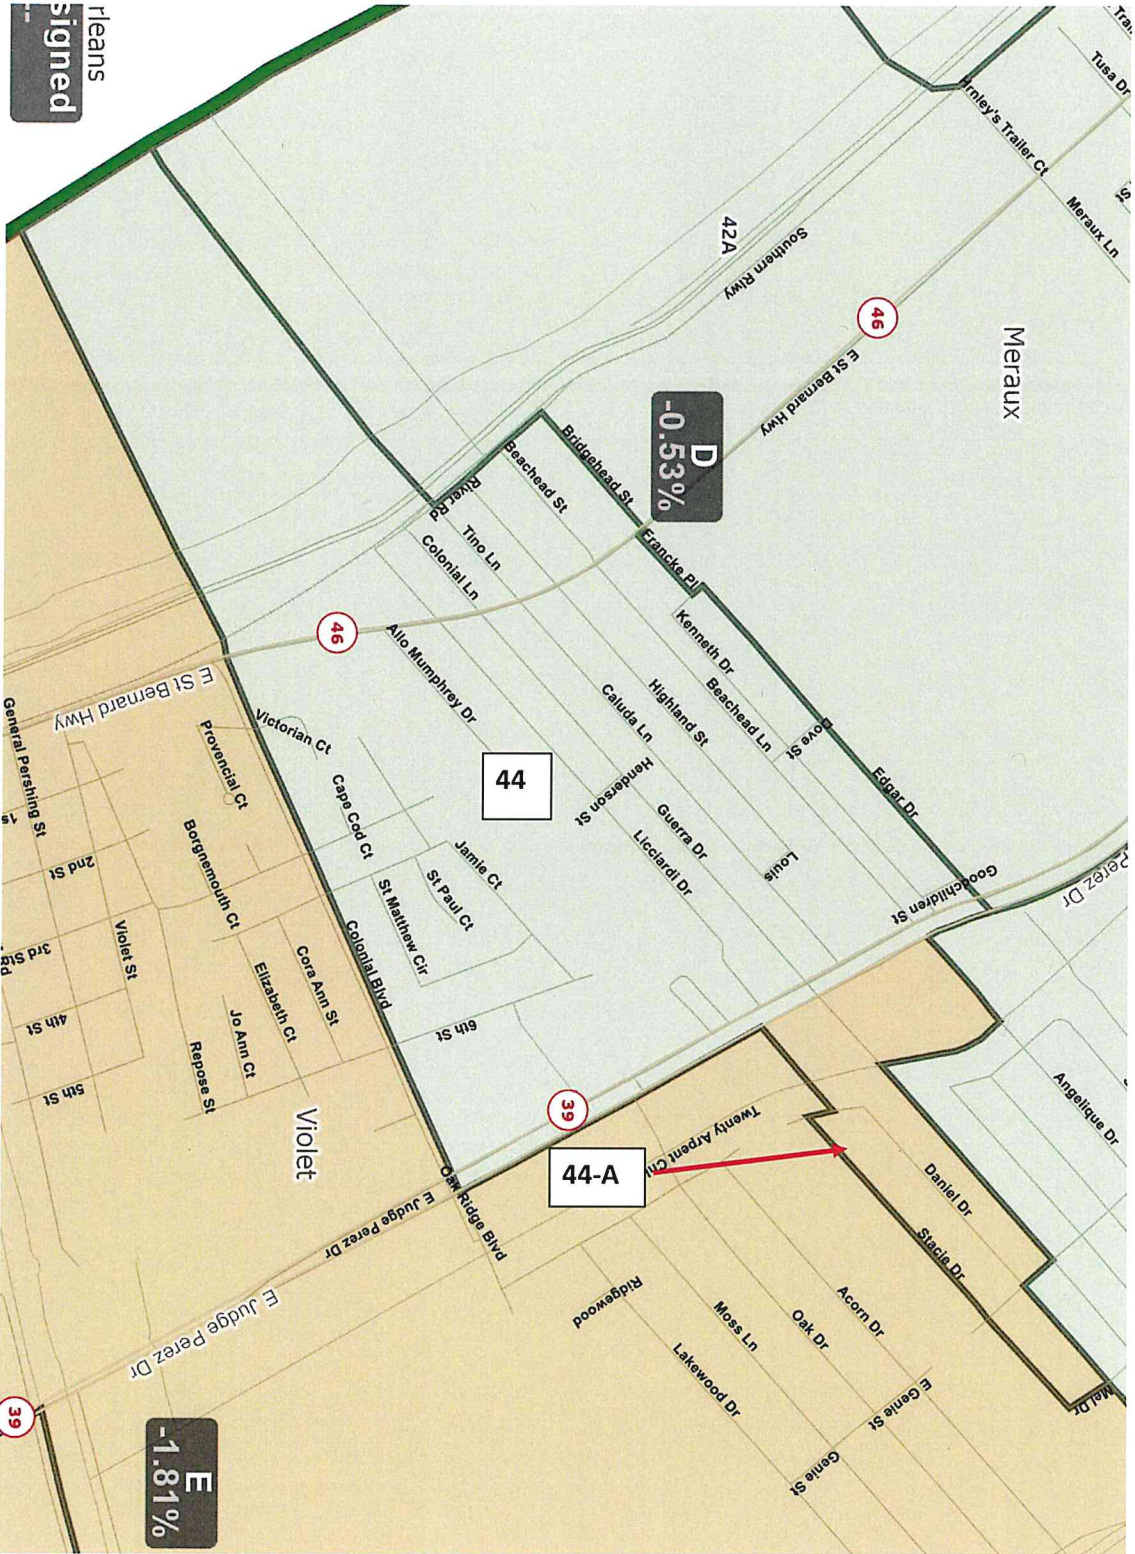 rleans
signed
--
Tusa Dr
Meraux Ln
42A
Southern Rlwy
46
E St Bernard Hwy
Meraux
D
-0.53%
Bridgehead St
Beachead St
River Rd
Tino Ln
Colonial Ln
Francke Pl
Kenneth Dr
Beachead Ln
Dove St
Edgar Dr
Highland St
Caluda Ln
Allo Mumphrey Dr
46
44
Henderson St
Guerra Dr
Licciardi Dr
Louis
Goodchildren St
Perez Dr
E St Bernard Hwy
Victorian Ct
Provencial Ct
General Pershing St
Cape Cod Ct
Jamie Ct
St Paul Ct
St Matthew Cir
Colonial Blvd
6th St
Borgnemouth Ct
1s
2nd St
3rd St
4th St
5th St
Violet St
Cora Ann St
Elizabeth Ct
Jo Ann Ct
Repose St
Violet
39
44-A
Twenty Arpent Cnl
Angelique Dr
Daniel Dr
Stacie Dr
Mel Dr
Oak Ridge Blvd
E Judge Perez Dr
E Judge Perez Dr
Ridgewood
Moss Ln
Lakewood Dr
Oak Dr
Acorn Dr
E Genie St
Genie St
39
E
-1.81%